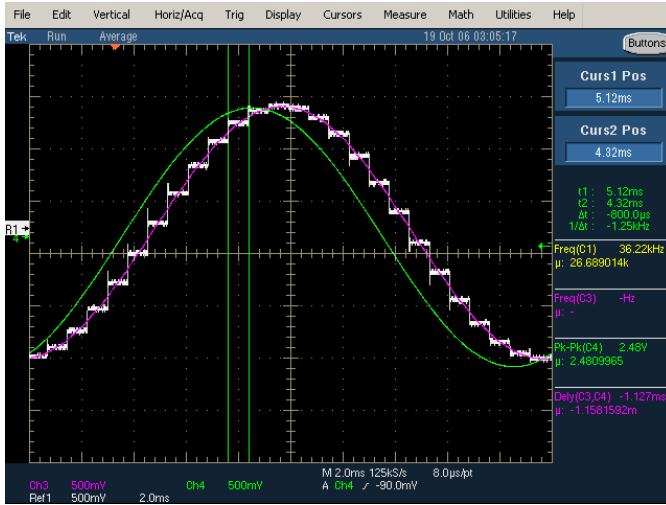 File Edit Vertical Horiz/Acq Trig Display Cursors Measure Math Utilities Help
Tek Run Average 19 Oct 06 03:05:17
Buttons
Curs1 Pos
5.12ms
Curs2 Pos
4.32ms
t1 : 5.12ms
t2 : 4.32ms
Δt : -800.0µs
1/Δt : -1.25kHz
R1
4
Freq(C1) 36.22kHz
µ: 26.689014k
Freq(C3) -Hz
µ: -
Pk-Pk(C4) 2.48V
µ: 2.4809965
Dely(C3,C4) -1.127ms
µ: -1.1581592m
M 2.0ms 125kS/s 8.0µs/pt
Ch3 500mV Ch4 500mV A Ch4 ∕ -90.0mV
Ref1 500mV 2.0ms